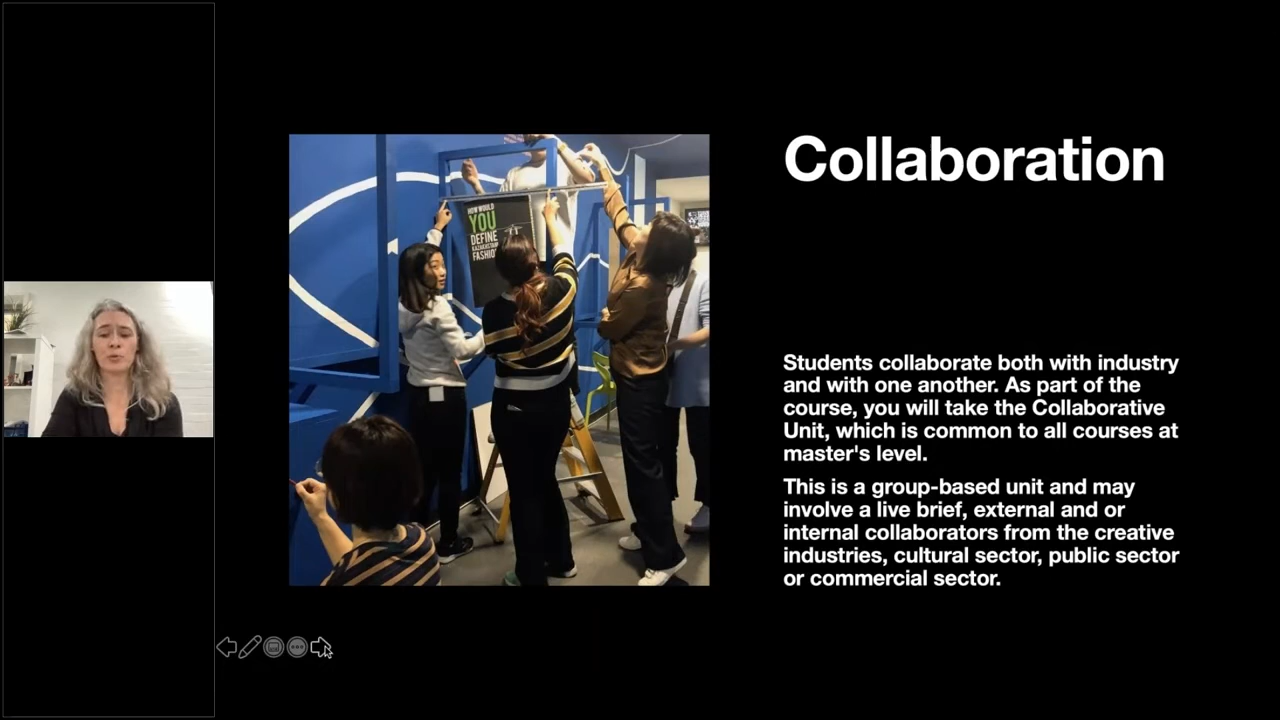 Collaboration
HOW WOULD
YOU
DEFINE
KAZAKHSTAN
FASHIO
Students collaborate both with industry
and with one another. As part of the
course, you will take the Collaborative
Unit, which is common to all courses at
master's level.
This is a group-based unit and may
involve a live brief, external and or
internal collaborators from the creative
industries, cultural sector, public sector
or commercial sector.